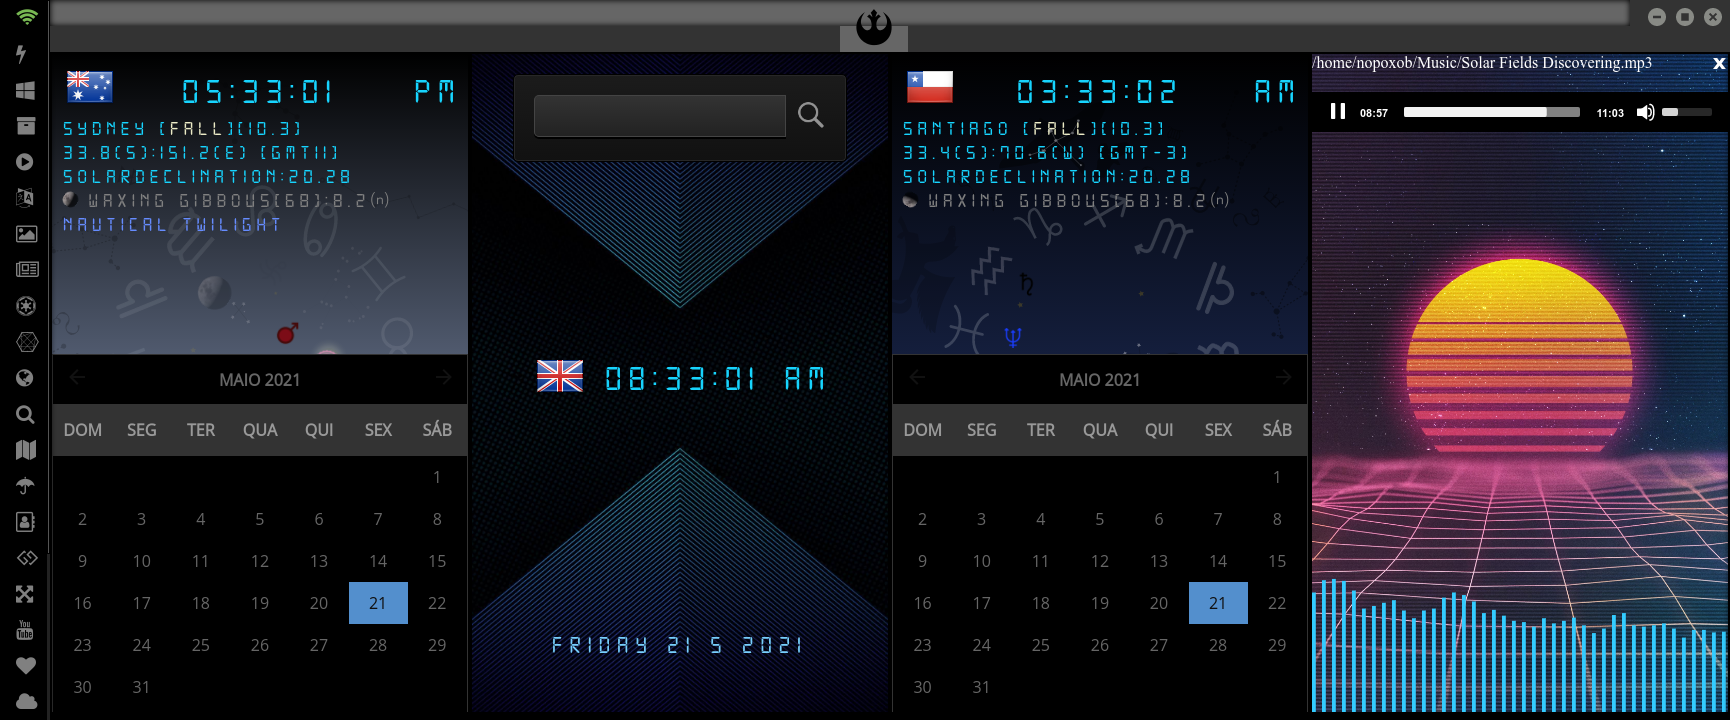 05:33:01 PM
SYDNEY [FALL][10.3]
33.8(S):151.2(E) [GMT11]
SOLARDECLINATION:20.28
WAXING GIBBOUS[68]:8.2(n)
NAUTICAL TWILIGHT
MAIO 2021
DOM SEG TER QUA QUI SEX SÁB
1
2 3 4 5 6 7 8
9 10 11 12 13 14 15
16 17 18 19 20 21 22
23 24 25 26 27 28 29
30 31
08:33:01 AM
FRIDAY 21 5 2021
03:33:02 AM
SANTIAGO [FALL][10.3]
33.4(S):70.8(W) [GMT-3]
SOLARDECLINATION:20.28
WAXING GIBBOUS[68]:8.2(n)
MAIO 2021
DOM SEG TER QUA QUI SEX SÁB
1
2 3 4 5 6 7 8
9 10 11 12 13 14 15
16 17 18 19 20 21 22
23 24 25 26 27 28 29
30 31
/home/nopoxob/Music/Solar Fields Discovering.mp3 x
08:57 11:03
You
Tube